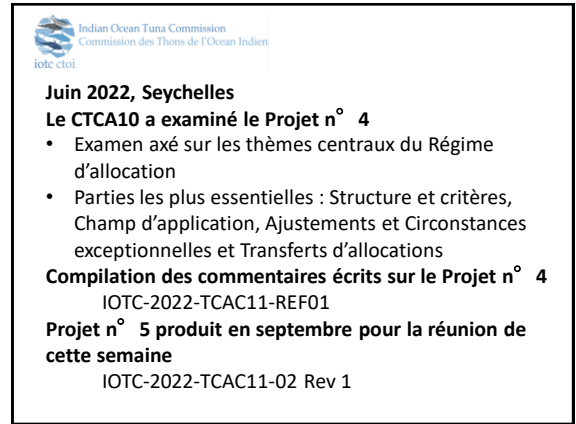 Indian Ocean Tuna Commission
Commission des Thons de l'Ocean Indien
iotc ctoi
Juin 2022, Seychelles
Le CTCA10 a examiné le Projet n° 4
• Examen axé sur les thèmes centraux du Régime
d'allocation
• Parties les plus essentielles : Structure et critères,
Champ d'application, Ajustements et Circonstances
exceptionnelles et Transferts d'allocations
Compilation des commentaires écrits sur le Projet n° 4
IOTC-2022-TCAC11-REF01
Projet n° 5 produit en septembre pour la réunion de
cette semaine
IOTC-2022-TCAC11-02 Rev 1